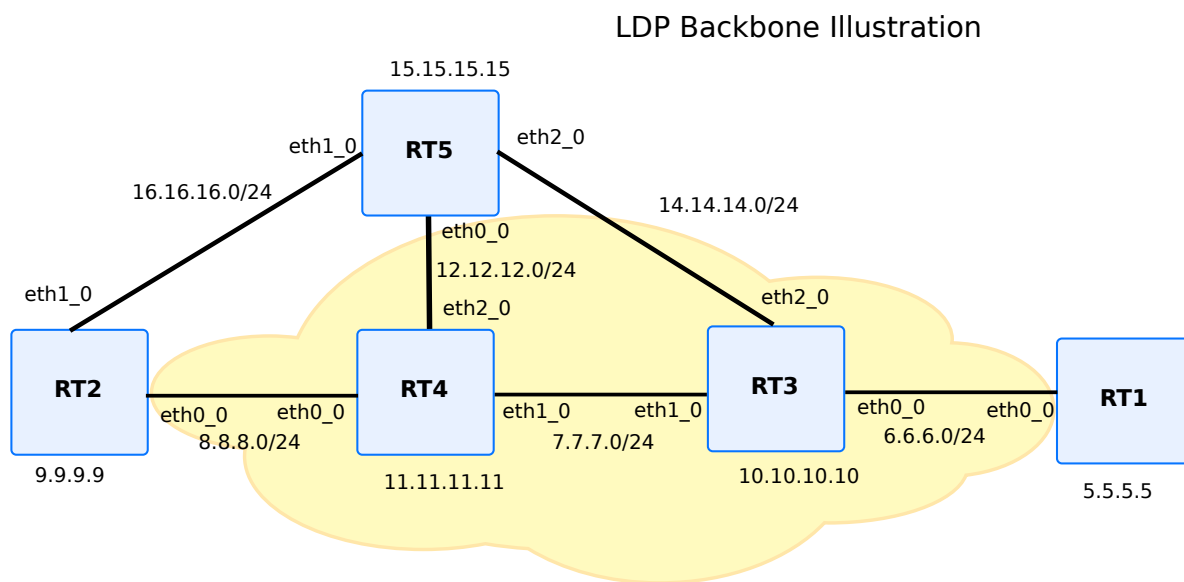 LDP Backbone Illustration
15.15.15.15
RT5
eth1_0
eth2_0
16.16.16.0/24
14.14.14.0/24
eth0_0
12.12.12.0/24
eth1_0
eth2_0
eth2_0
RT2
RT4
RT3
RT1
eth0_0
eth0_0
eth1_0
eth1_0
eth0_0
eth0_0
8.8.8.0/24
7.7.7.0/24
6.6.6.0/24
9.9.9.9
11.11.11.11
10.10.10.10
5.5.5.5